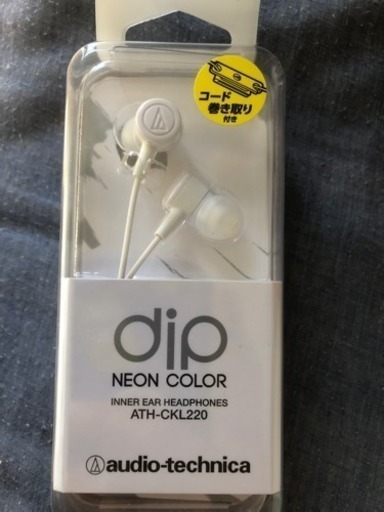 コード
巻き取り
付き
dip
NEON COLOR
INNER EAR HEADPHONES
ATH-CKL220
audio-technica